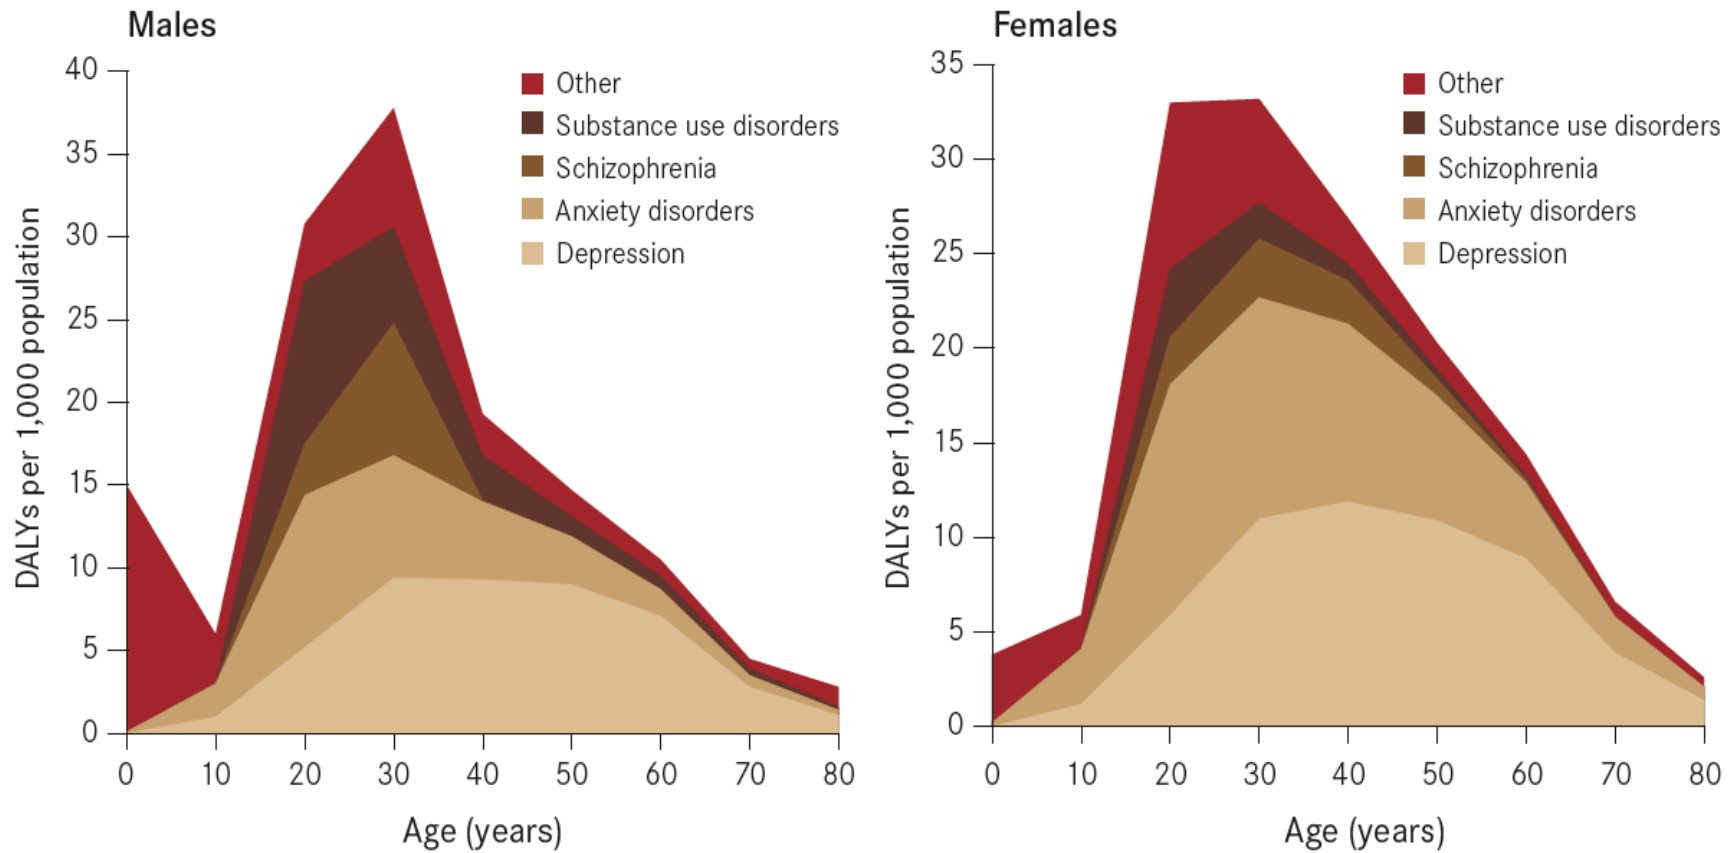 Males
40
35
30
25
20
15
10
5
0
DALYs per 1,000 population
Other
Substance use disorders
Schizophrenia
Anxiety disorders
Depression
0 10 20 30 40 50 60 70 80
Age (years)
Females
35
30
25
20
15
10
5
0
DALYs per 1,000 population
Other
Substance use disorders
Schizophrenia
Anxiety disorders
Depression
0 10 20 30 40 50 60 70 80
Age (years)